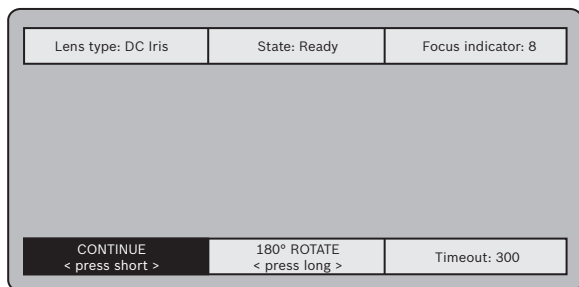 Lens type: DC Iris
State: Ready
Focus indicator: 8
CONTINUE
< press short >
180° ROTATE
< press long >
Timeout: 300